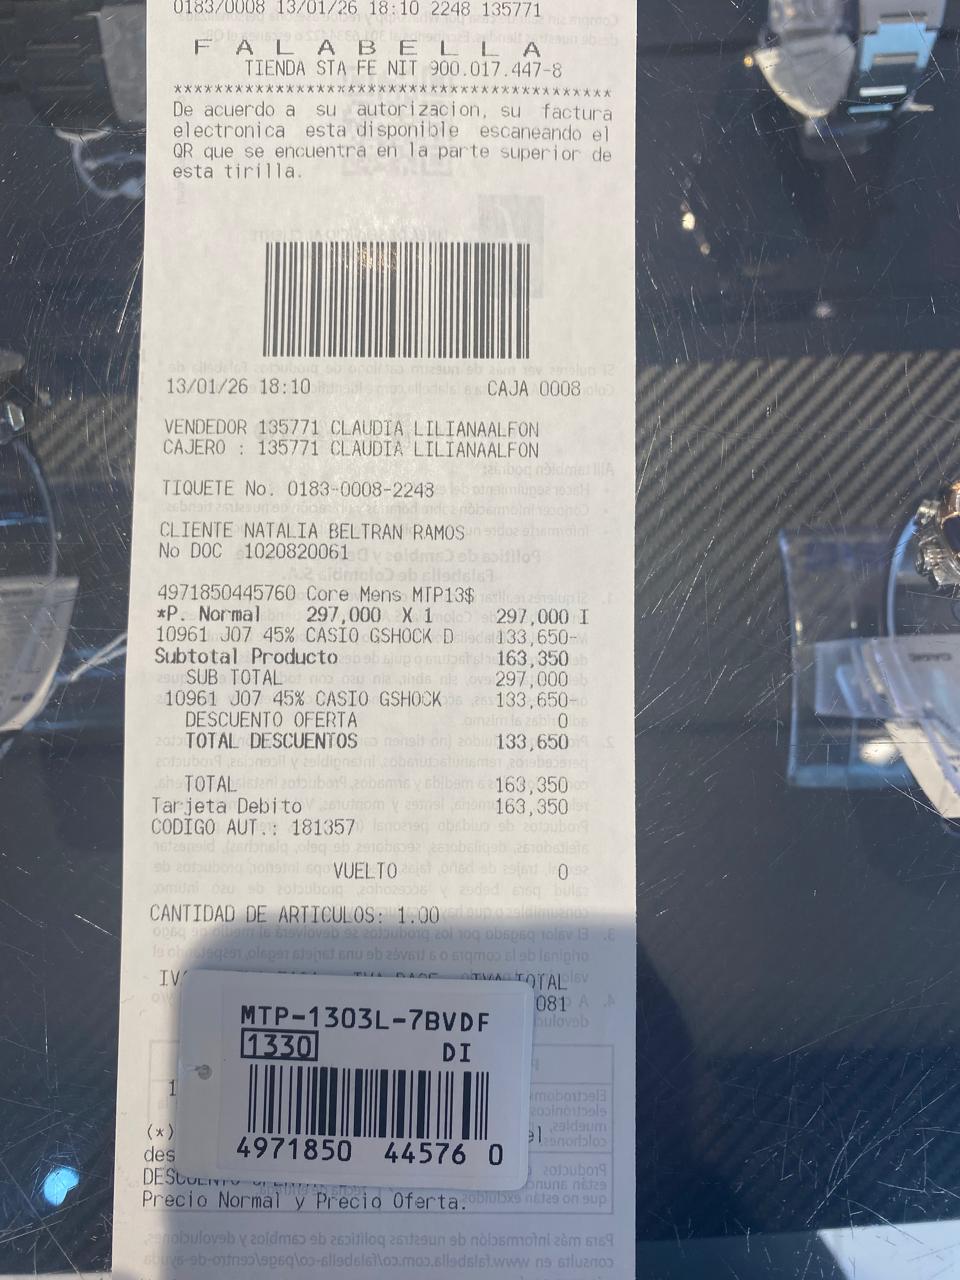 0183/0008 13/01/26 18:10 2248 135771
F A L A B E L L A
TIENDA STA FE NIT 900.017.447-8
******************************************
De acuerdo a su autorizacion, su factura
electronica esta disponible escaneando el
QR que se encuentra en la parte superior de
esta tirilla.
13/01/26 18:10 CAJA 0008
VENDEDOR 135771 CLAUDIA LILIANAALFON
CAJERO : 135771 CLAUDIA LILIANAALFON
TIQUETE No. 0183-0008-2248
CLIENTE NATALIA BELTRAN RAMOS
No DOC 1020820061
4971850445760 Core Mens MTP13$
*P. Normal 297,000 X 1 297,000 I
10961 J07 45% CASIO GSHOCK D 133,650-
Subtotal Producto 163,350
SUB TOTAL 297,000
10961 J07 45% CASIO GSHOCK 133,650-
DESCUENTO OFERTA 0
TOTAL DESCUENTOS 133,650
TOTAL 163,350
Tarjeta Debito 163,350
CODIGO AUT.: 181357
VUELTO 0
CANTIDAD DE ARTICULOS: 1.00
TOTAL
081
MTP-1303L-7BVDF
1330 DI
4971850 44576 0
(*) el
des
DESCUENTO OFERTA
Precio Normal y Precio Oferta.